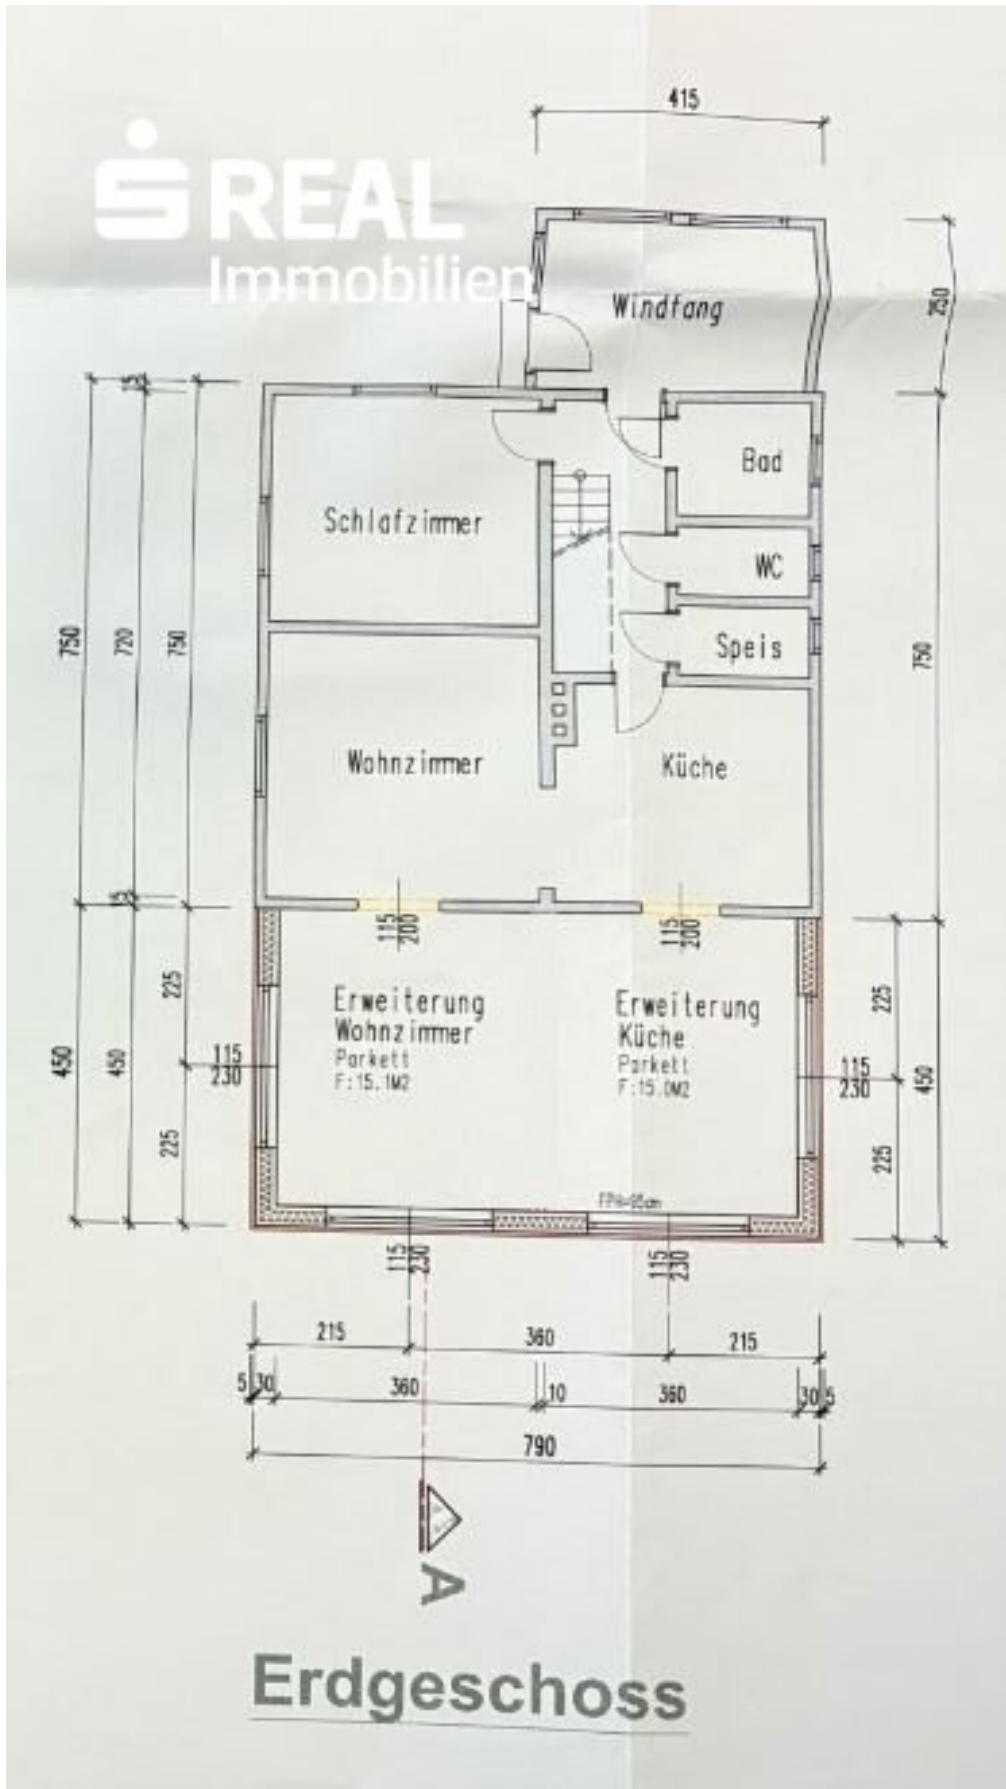 415
REAL
Immobilien
Windfang
250
15
Bad
Schlafzimmer
WC
Speis
750
720
750
750
Wohnzimmer
Küche
15
115
200
115
200
225
225
Erweiterung
Wohnzimmer
Parkett
F:15.1M2
Erweiterung
Küche
Parkett
F:15.0M2
450
450
115
230
115
230
450
225
225
FPH=95cm
115
230
115
230
215
360
215
5 30
360
10
360
30 5
790
A
Erdgeschoss